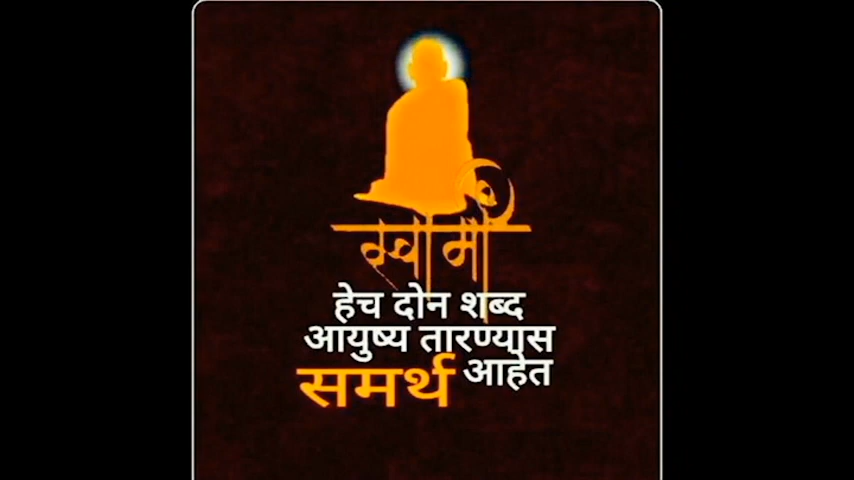 स्वामी
हेच दोन शब्द
आयुष्य तारण्यास
समर्थ आहेत